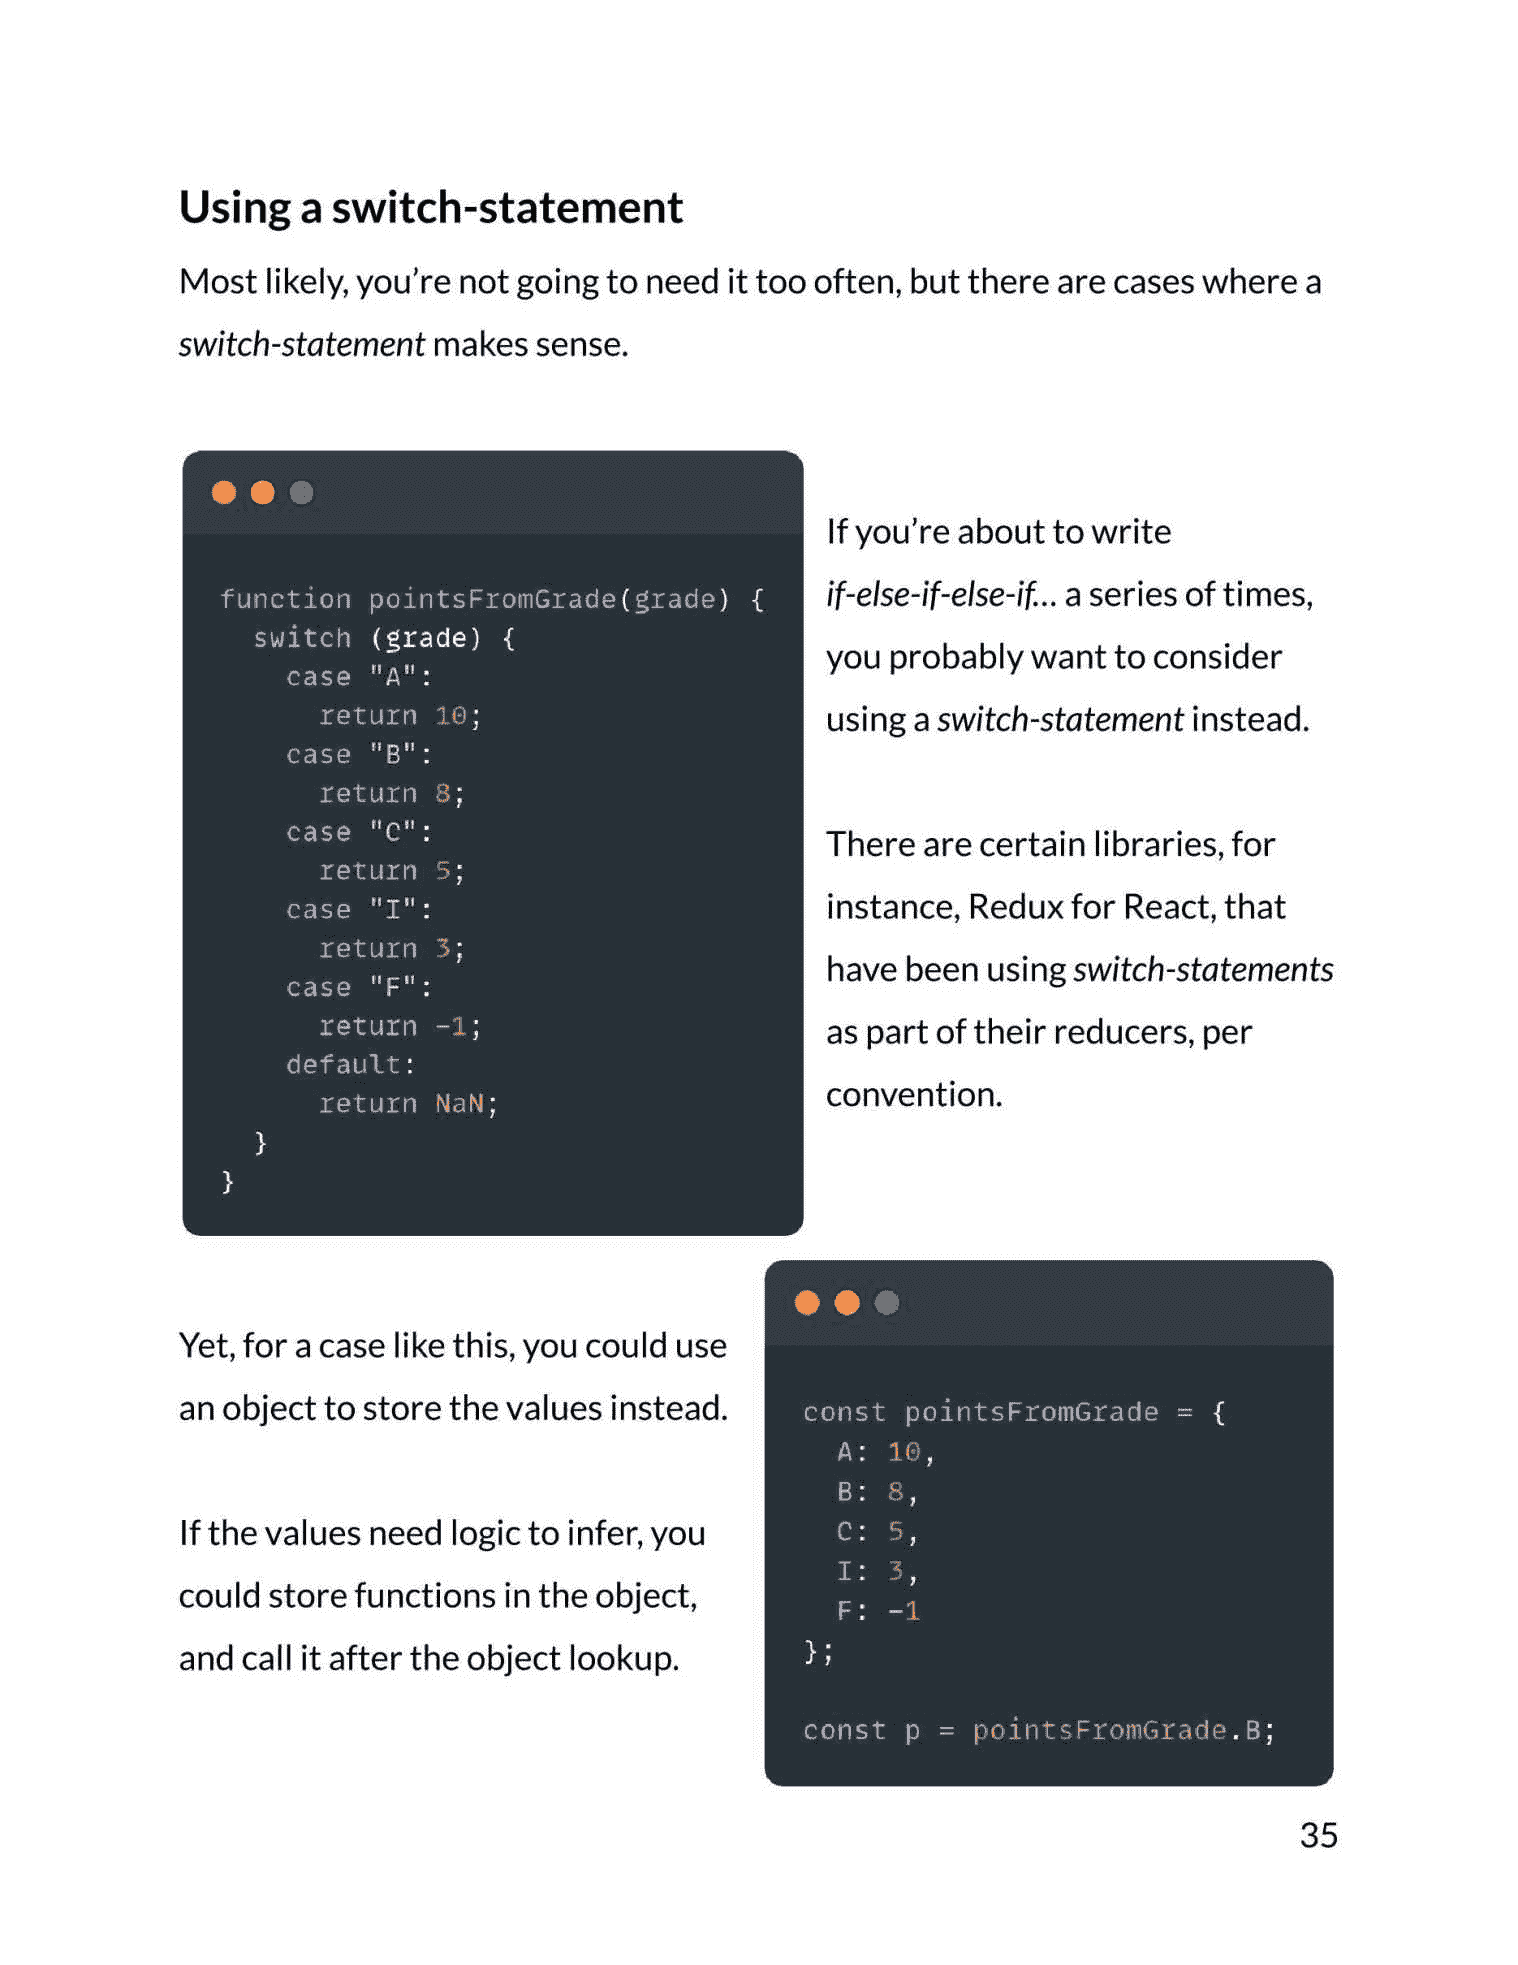 Using a switch-statement
Most likely, you’re not going to need it too often, but there are cases where a
switch-statement makes sense.
function pointsFromGrade(grade) {
  switch (grade) {
    case "A":
      return 10;
    case "B":
      return 8;
    case "C":
      return 5;
    case "I":
      return 3;
    case "F":
      return -1;
    default:
      return NaN;
  }
}
If you’re about to write
if-else-if-else-if... a series of times,
you probably want to consider
using a switch-statement instead.
There are certain libraries, for
instance, Redux for React, that
have been using switch-statements
as part of their reducers, per
convention.
Yet, for a case like this, you could use
an object to store the values instead.
If the values need logic to infer, you
could store functions in the object,
and call it after the object lookup.
const pointsFromGrade = {
  A: 10,
  B: 8,
  C: 5,
  I: 3,
  F: -1
};
const p = pointsFromGrade.B;
35